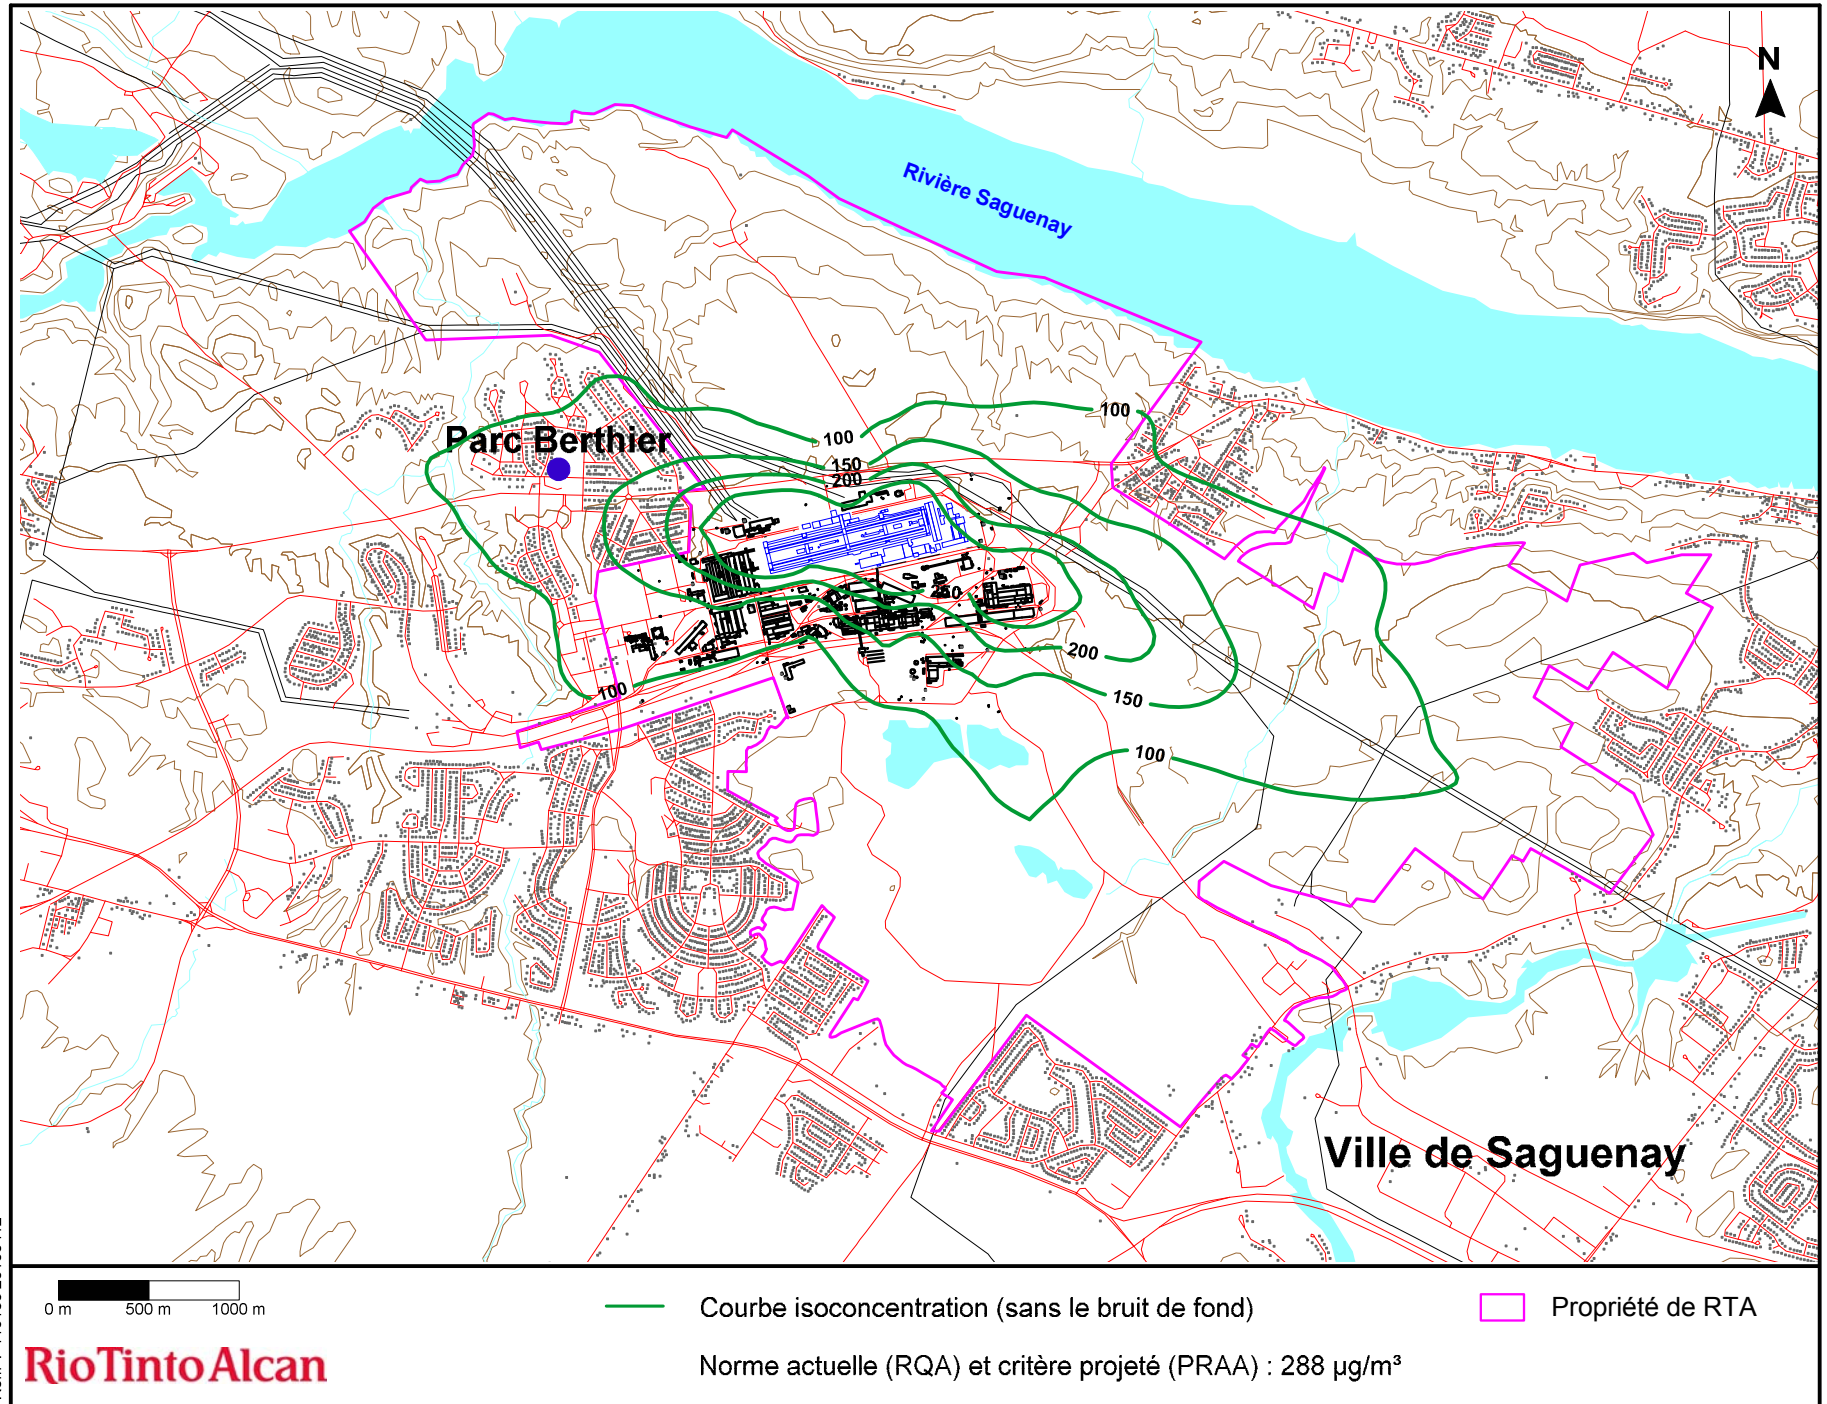 N
Rivière Saguenay
100
Parc Berthier
100
150
200
250
200
100
150
100
Ville de Saguenay
0 m 500 m 1000 m
Courbe isoconcentration (sans le bruit de fond)
Propriété de RTA
RioTinto Alcan
Norme actuelle (RQA) et critère projeté (PRAA) : 288 µg/m³